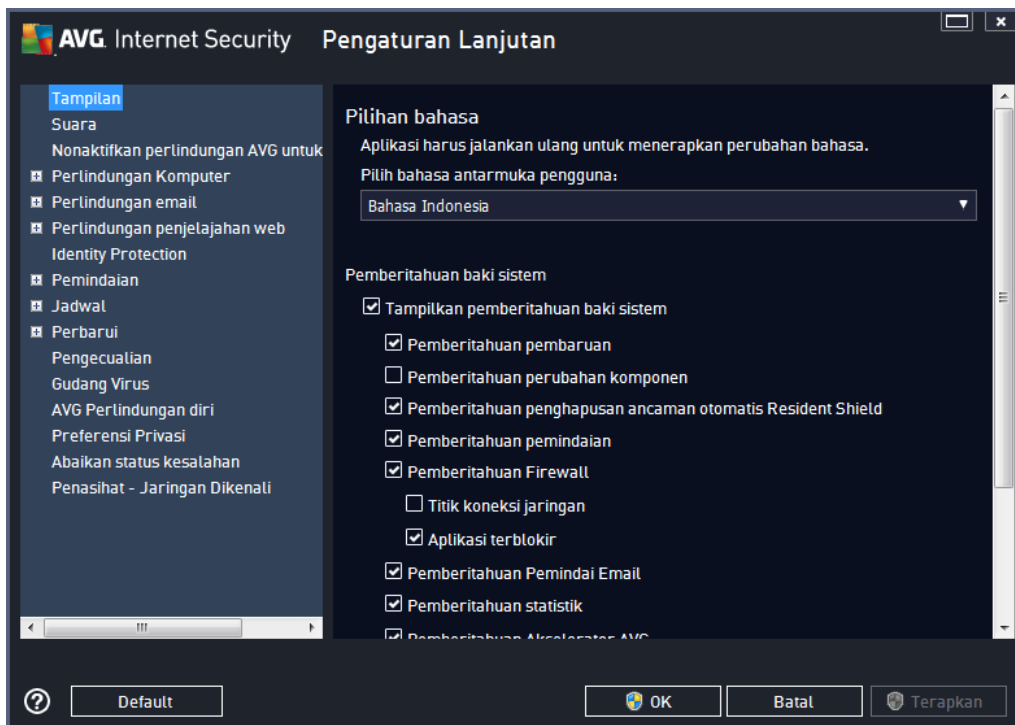 AVG. Internet Security Pengaturan Lanjutan
Tampilan
Suara
Nonaktifkan perlindungan AVG untuk
Perlindungan Komputer
Perlindungan email
Perlindungan penjelajahan web
Identity Protection
Pemindaian
Jadwal
Perbarui
Pengecualian
Gudang Virus
AVG Perlindungan diri
Preferensi Privasi
Abaikan status kesalahan
Penasihat - Jaringan Dikenali
Pilihan bahasa
Aplikasi harus jalankan ulang untuk menerapkan perubahan bahasa.
Pilih bahasa antarmuka pengguna:
Bahasa Indonesia
Pemberitahuan baki sistem
Tampilkan pemberitahuan baki sistem
Pemberitahuan pembaruan
Pemberitahuan perubahan komponen
Pemberitahuan penghapusan ancaman otomatis Resident Shield
Pemberitahuan pemindaian
Pemberitahuan Firewall
Titik koneksi jaringan
Aplikasi terblokir
Pemberitahuan Pemindai Email
Pemberitahuan statistik
Pemberitahuan Akselerator AVG
Default
OK
Batal
Terapkan